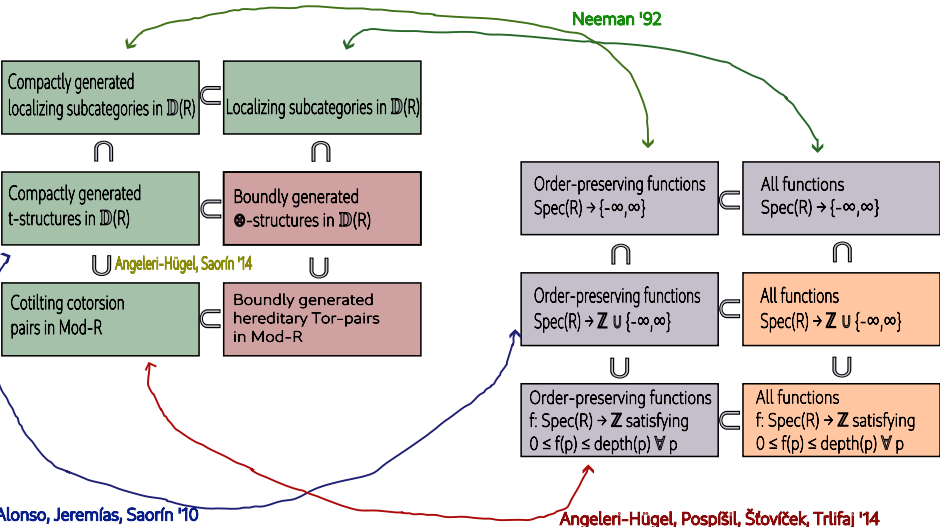 Neeman '92
Compactly generated
localizing subcategories in 𝔻(R)
⊂
Localizing subcategories in 𝔻(R)
∩
∩
Compactly generated
t-structures in 𝔻(R)
⊂
Boundly generated
⊗-structures in 𝔻(R)
∪
Angeleri-Hügel, Saorín '14
∪
Cotilting cotorsion
pairs in Mod-R
⊂
Boundly generated
hereditary Tor-pairs
in Mod-R
Order-preserving functions
Spec(R) → {-∞,∞}
⊂
All functions
Spec(R) → {-∞,∞}
∩
∩
Order-preserving functions
Spec(R) → ℤ ∪ {-∞,∞}
⊂
All functions
Spec(R) → ℤ ∪ {-∞,∞}
∪
∪
Order-preserving functions
f: Spec(R) → ℤ satisfying
0 ≤ f(p) ≤ depth(p) ∀ p
⊂
All functions
f: Spec(R) → ℤ satisfying
0 ≤ f(p) ≤ depth(p) ∀ p
Alonso, Jeremías, Saorín '10
Angeleri-Hügel, Pospíšil, Šťovíček, Trlifaj '14